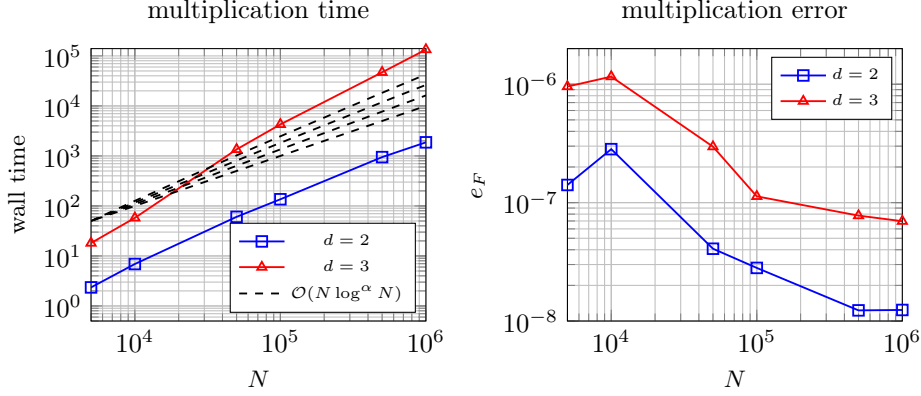 multiplication time
wall time
10^5
10^4
10^3
10^2
10^1
10^0
d = 2
d = 3
O(N log^α N)
10^4
10^5
10^6
N
multiplication error
e_F
10^−6
10^−7
10^−8
d = 2
d = 3
10^4
10^5
10^6
N